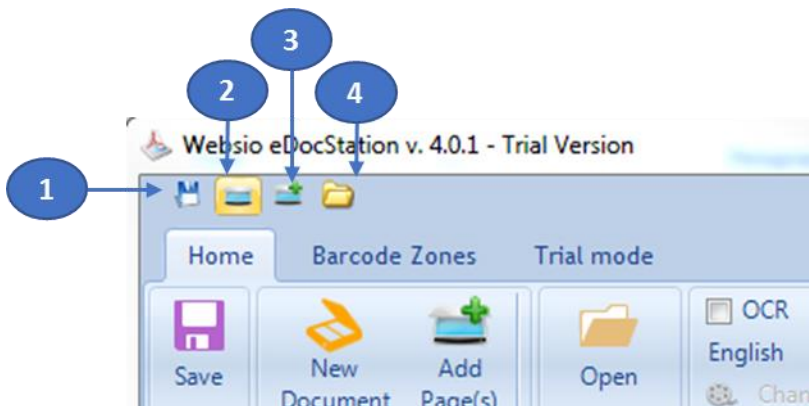 3
2
4
Websio eDocStation v. 4.0.1 - Trial Version
1
Home Barcode Zones Trial mode
OCR
English
Save New Add Open
Document Page(s)